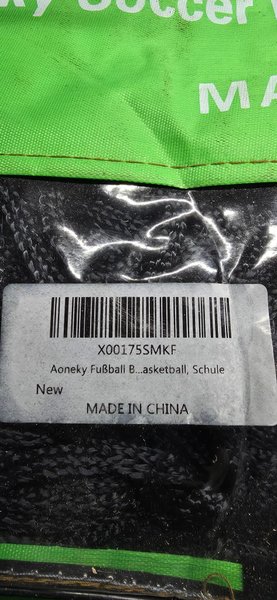 Soccer
MA
X00175SMKF
Aoneky Fußball B...asketball, Schule
New
MADE IN CHINA